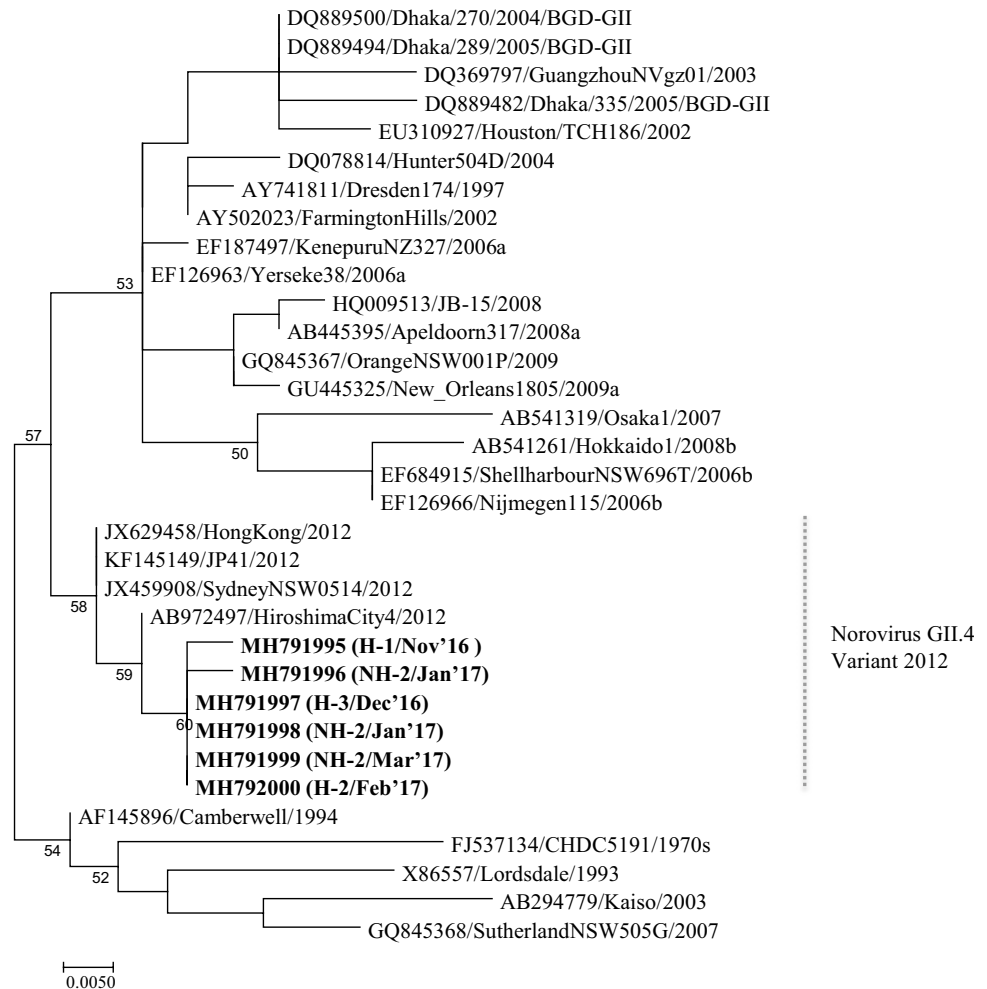 DQ889500/Dhaka/270/2004/BGD-GII
DQ889494/Dhaka/289/2005/BGD-GII
DQ369797/GuangzhouNVgz01/2003
DQ889482/Dhaka/335/2005/BGD-GII
EU310927/Houston/TCH186/2002
DQ078814/Hunter504D/2004
AY741811/Dresden174/1997
AY502023/FarmingtonHills/2002
EF187497/KenepuruNZ327/2006a
EF126963/Yerseke38/2006a
53
HQ009513/JB-15/2008
AB445395/Apeldoorn317/2008a
GQ845367/OrangeNSW001P/2009
GU445325/New_Orleans1805/2009a
AB541319/Osaka1/2007
57
AB541261/Hokkaido1/2008b
50
EF684915/ShellharbourNSW696T/2006b
EF126966/Nijmegen115/2006b
JX629458/HongKong/2012
KF145149/JP41/2012
JX459908/SydneyNSW0514/2012
58
AB972497/HiroshimaCity4/2012
MH791995 (H-1/Nov’16 )
Norovirus GII.4
Variant 2012
59
MH791996 (NH-2/Jan’17)
MH791997 (H-3/Dec’16)
60
MH791998 (NH-2/Jan’17)
MH791999 (NH-2/Mar’17)
MH792000 (H-2/Feb’17)
AF145896/Camberwell/1994
54
FJ537134/CHDC5191/1970s
52
X86557/Lordsdale/1993
AB294779/Kaiso/2003
GQ845368/SutherlandNSW505G/2007
0.0050